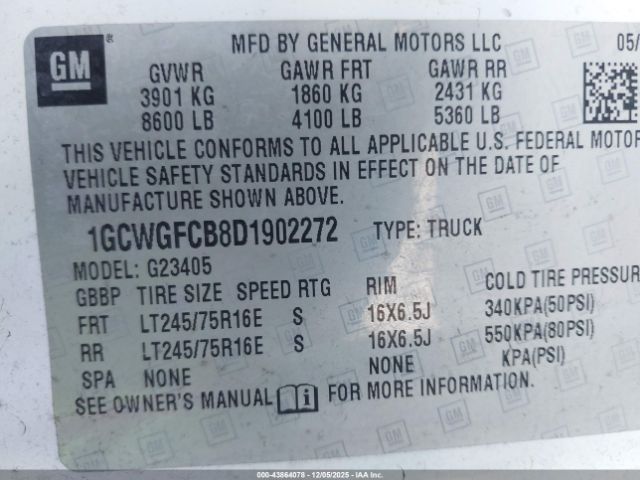 GM ® MFD BY GENERAL MOTORS LLC 05/
GVWR GAWR FRT GAWR RR
3901 KG 1860 KG 2431 KG
8600 LB 4100 LB 5360 LB
THIS VEHICLE CONFORMS TO ALL APPLICABLE U.S. FEDERAL MOTOR
VEHICLE SAFETY STANDARDS IN EFFECT ON THE DATE OF
MANUFACTURE SHOWN ABOVE.
1GCWGFCB8D1902272 TYPE: TRUCK
MODEL: G23405
GBBP TIRE SIZE SPEED RTG RIM COLD TIRE PRESSUR
FRT LT245/75R16E S 16X6.5J 340KPA(50PSI)
RR LT245/75R16E S 16X6.5J 550KPA(80PSI)
SPA NONE NONE KPA(PSI)
SEE OWNER'S MANUAL i FOR MORE INFORMATION.
000-43864078 - 12/05/2025 - IAA Inc.